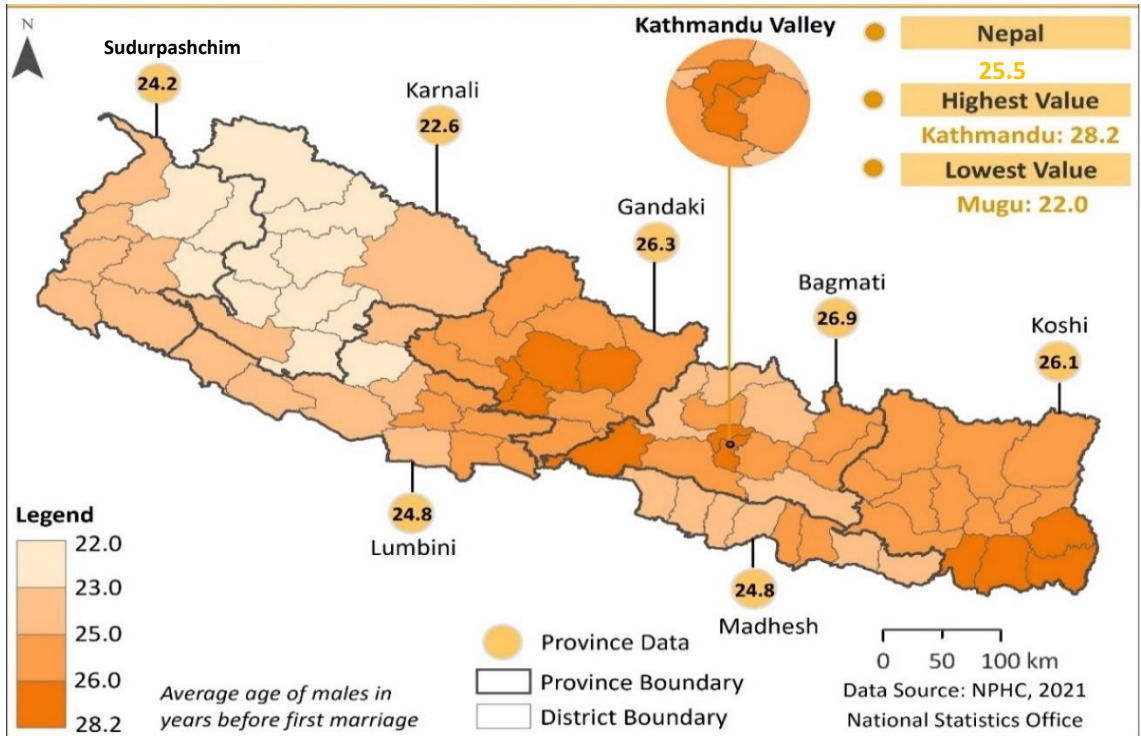 N
Sudurpashchim
24.2
Karnali
22.6
Gandaki
26.3
Kathmandu Valley
Bagmati
26.9
Koshi
26.1
Nepal
25.5
Highest Value
Kathmandu: 28.2
Lowest Value
Mugu: 22.0
24.8
Lumbini
24.8
Madhesh
Legend
22.0
23.0
25.0
26.0
28.2
Average age of males in
years before first marriage
Province Data
Province Boundary
District Boundary
0 50 100 km
Data Source: NPHC, 2021
National Statistics Office